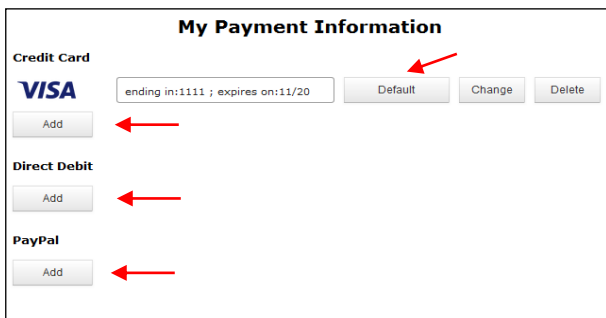 My Payment Information
Credit Card
VISA ending in:1111 ; expires on:11/20 Default Change Delete
Add
Direct Debit
Add
PayPal
Add